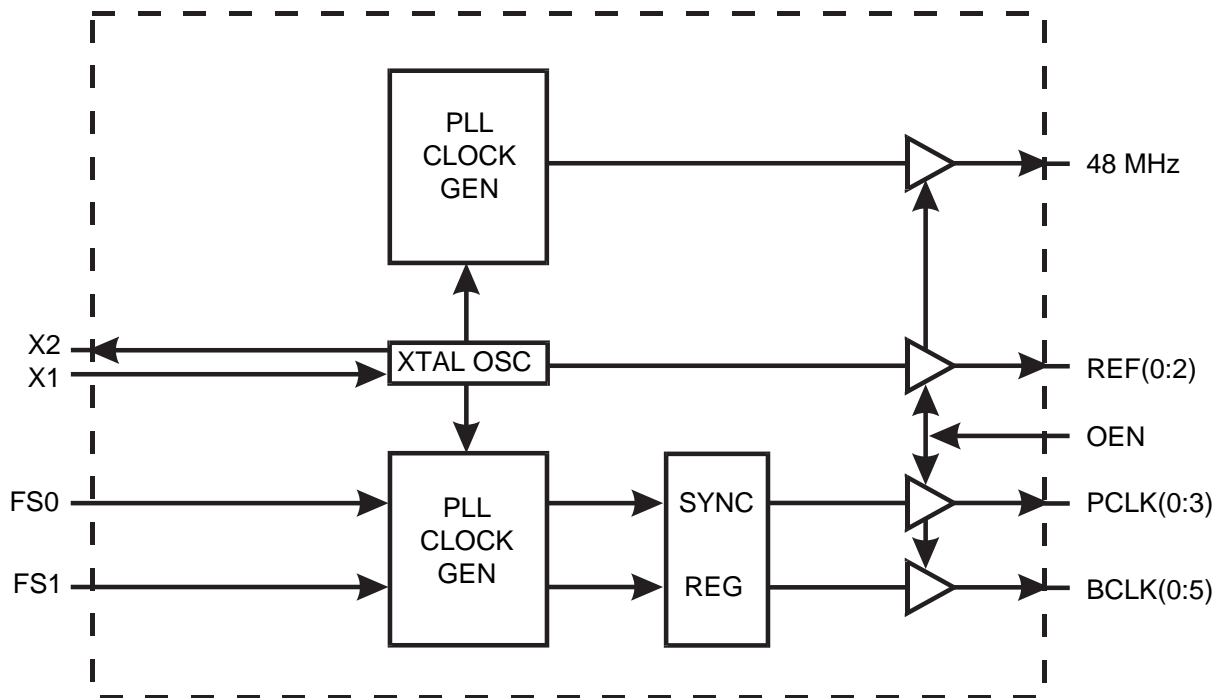 PLL
CLOCK
GEN
48 MHz
X2
X1
XTAL OSC
REF(0:2)
OEN
FS0
FS1
PLL
CLOCK
GEN
SYNC
REG
PCLK(0:3)
BCLK(0:5)